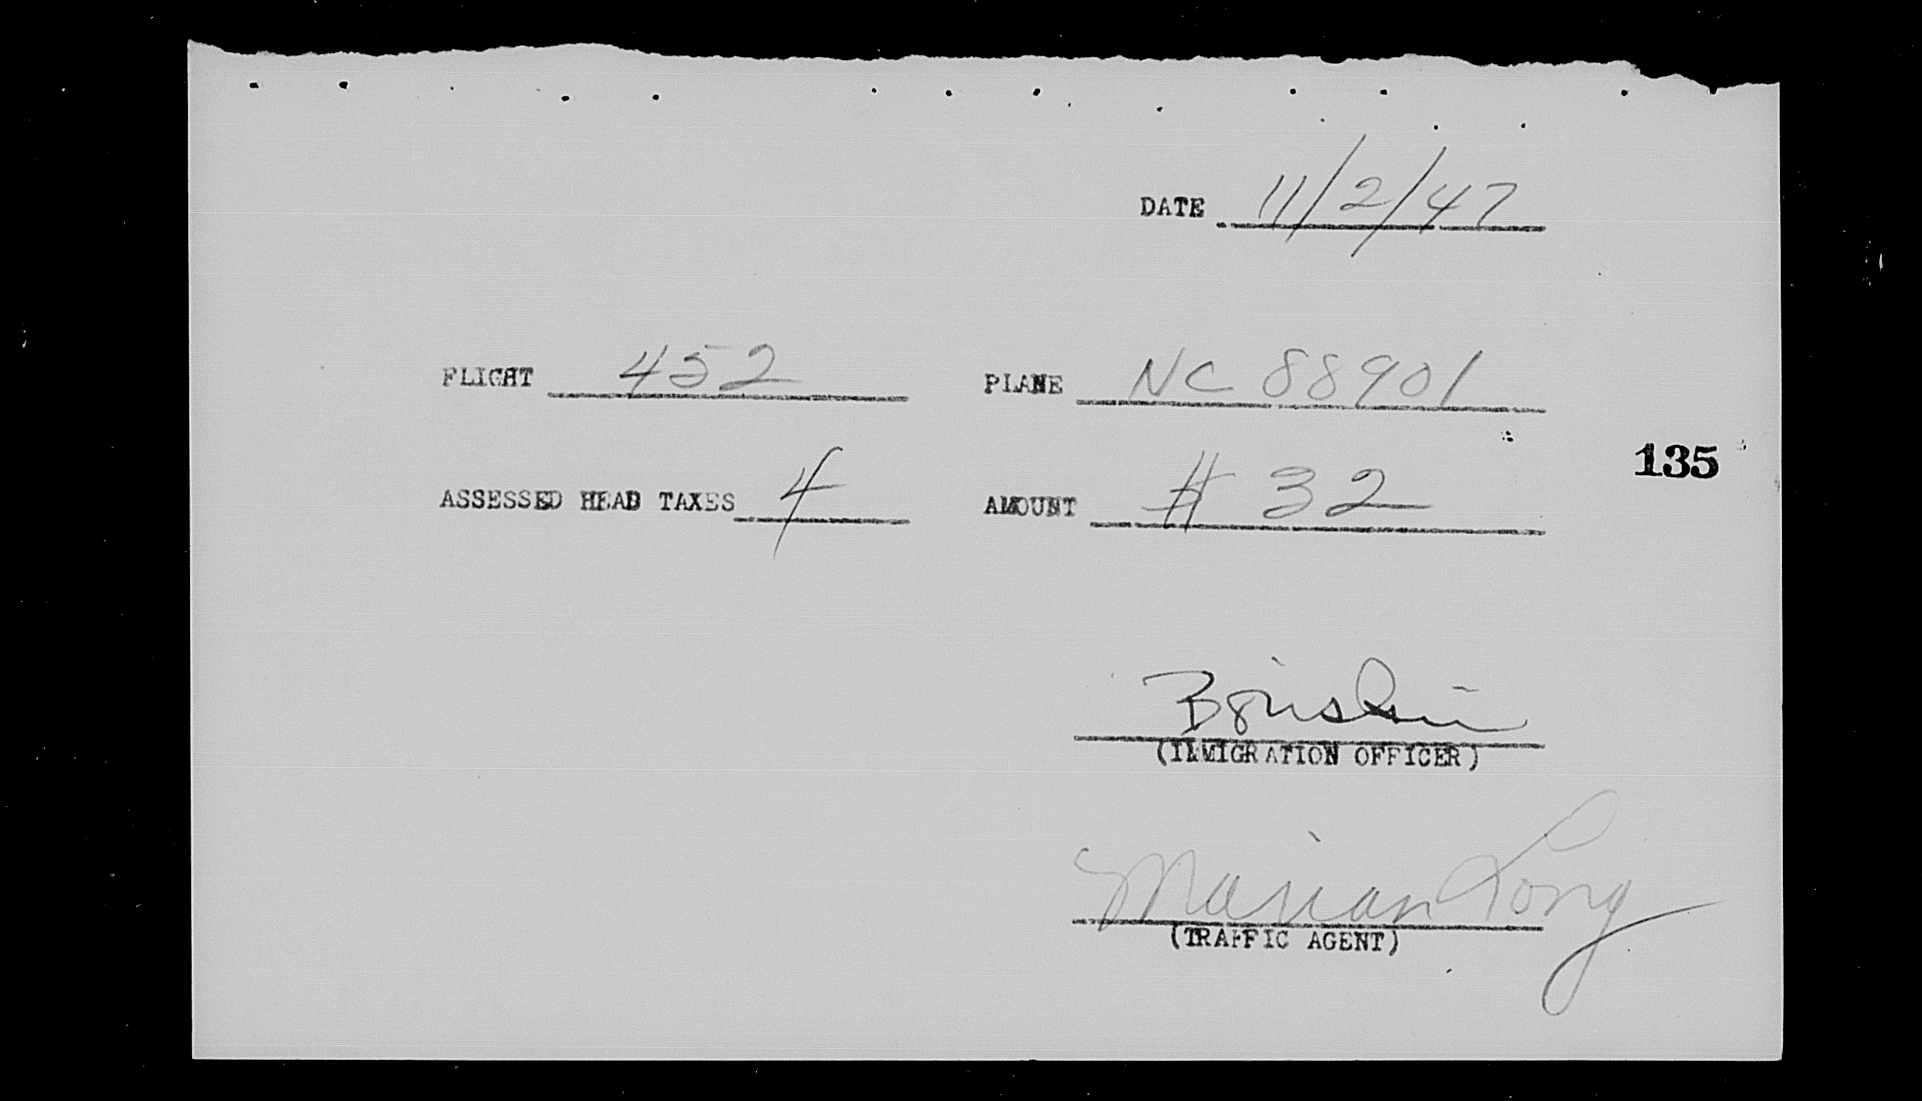 DATE 11/2/47
FLIGHT 452 PLANE NC 88901
135
ASSESSED HEAD TAXES 4 AMOUNT $32
(IMMIGRATION OFFICER)
Marian Long
(TRAFFIC AGENT)